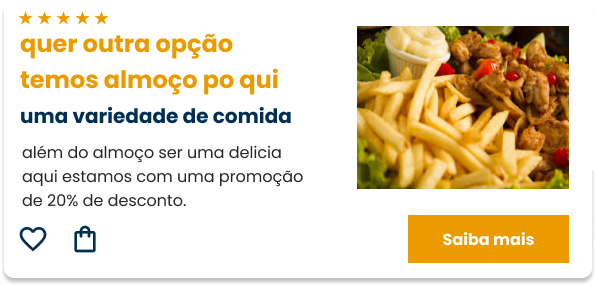 quer outra opção
temos almoço po qui
uma variedade de comida
além do almoço ser uma delicia
aqui estamos com uma promoção
de 20% de desconto.
Saiba mais